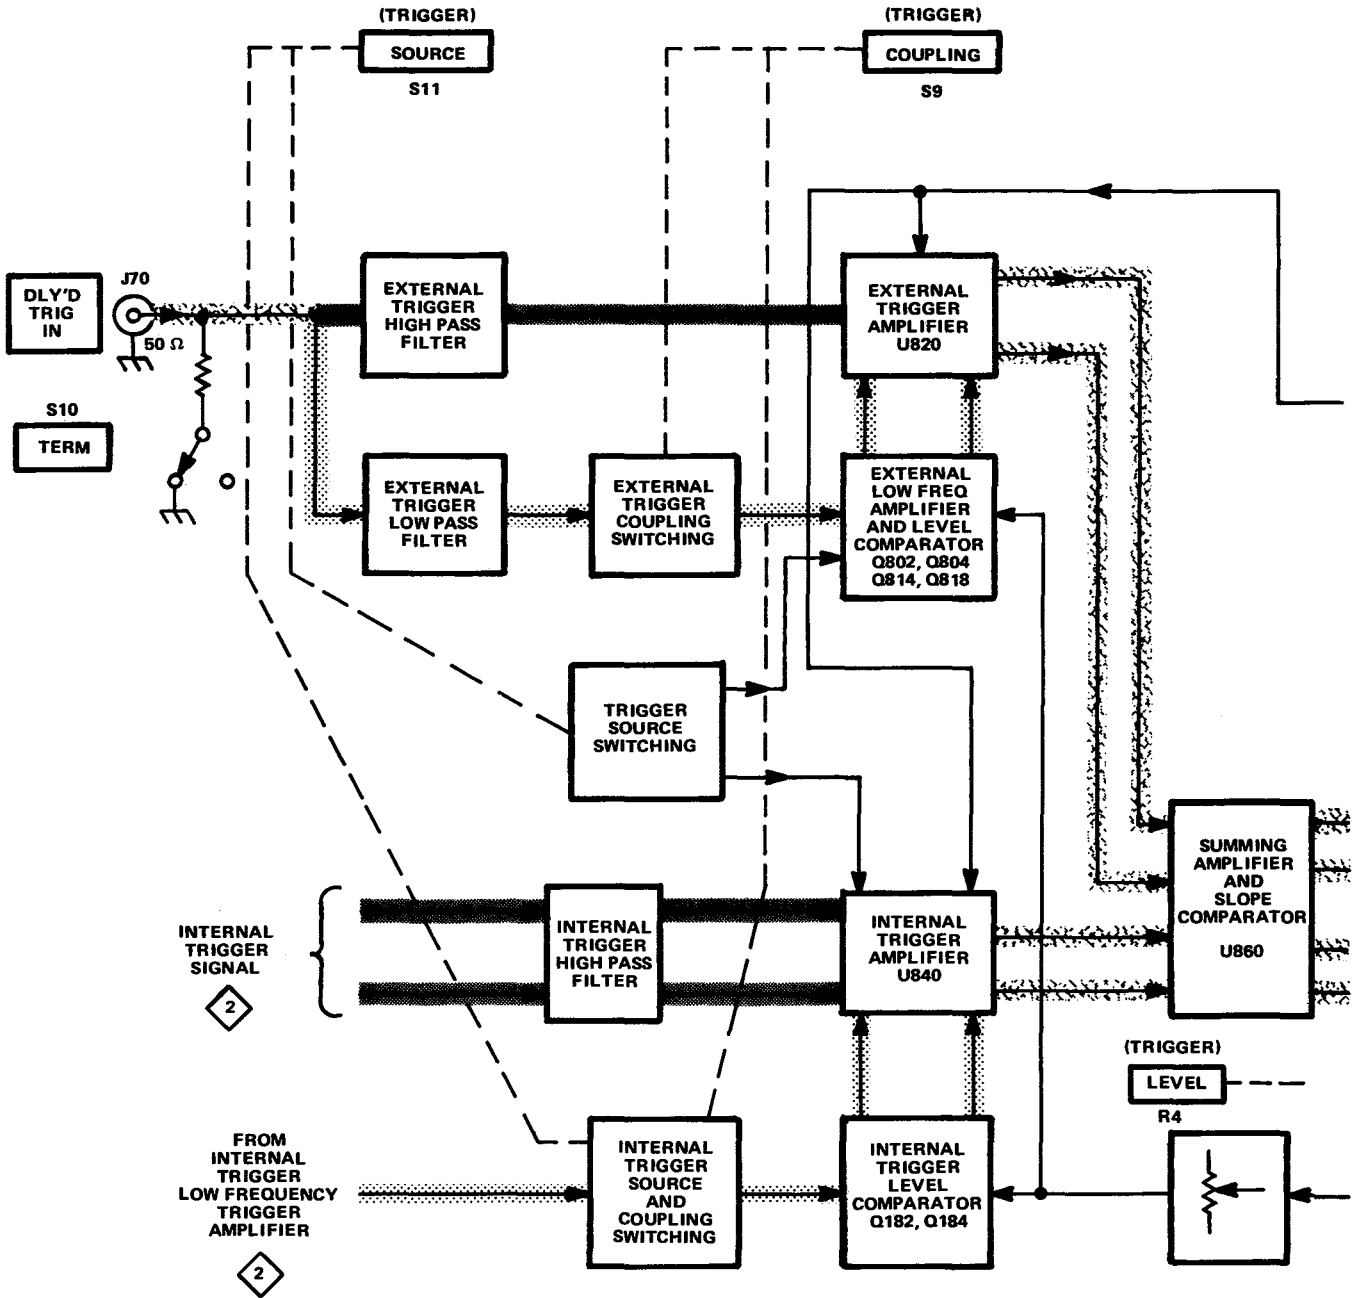 (TRIGGER)
SOURCE
S11
(TRIGGER)
COUPLING
S9
DLY'D
TRIG
IN
J70
50 Ω
S10
TERM
EXTERNAL
TRIGGER
HIGH PASS
FILTER
EXTERNAL
TRIGGER
AMPLIFIER
U820
EXTERNAL
TRIGGER
LOW PASS
FILTER
EXTERNAL
TRIGGER
COUPLING
SWITCHING
EXTERNAL
LOW FREQ
AMPLIFIER
AND LEVEL
COMPARATOR
Q802, Q804
Q814, Q818
TRIGGER
SOURCE
SWITCHING
SUMMING
AMPLIFIER
AND
SLOPE
COMPARATOR
U860
INTERNAL
TRIGGER
SIGNAL
2
INTERNAL
TRIGGER
HIGH PASS
FILTER
INTERNAL
TRIGGER
AMPLIFIER
U840
(TRIGGER)
LEVEL
R4
FROM
INTERNAL
TRIGGER
LOW FREQUENCY
TRIGGER
AMPLIFIER
2
INTERNAL
TRIGGER
SOURCE
AND
COUPLING
SWITCHING
INTERNAL
TRIGGER
LEVEL
COMPARATOR
Q182, Q184